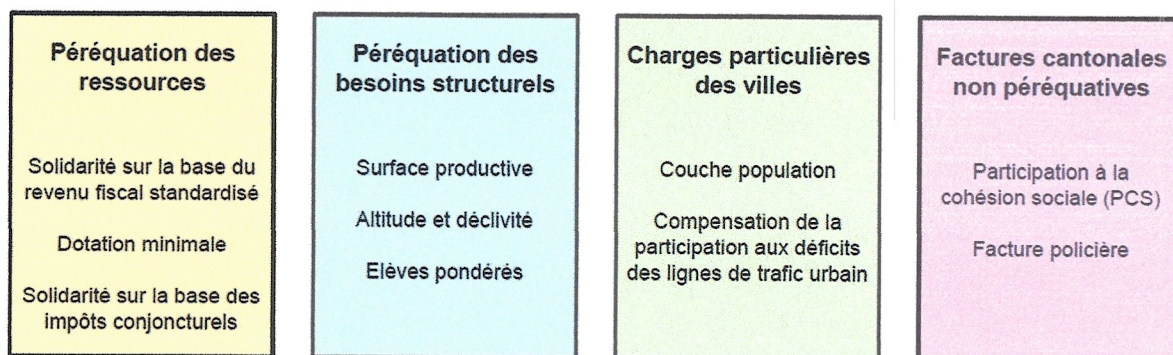 Péréquation des
ressources
Solidarité sur la base du
revenu fiscal standardisé
Dotation minimale
Solidarité sur la base des
impôts conjoncturels
Péréquation des
besoins structurels
Surface productive
Altitude et déclivité
Elèves pondérés
Charges particulières
des villes
Couche population
Compensation de la
participation aux déficits
des lignes de trafic urbain
Factures cantonales
non péréquatives
Participation à la
cohésion sociale (PCS)
Facture policière